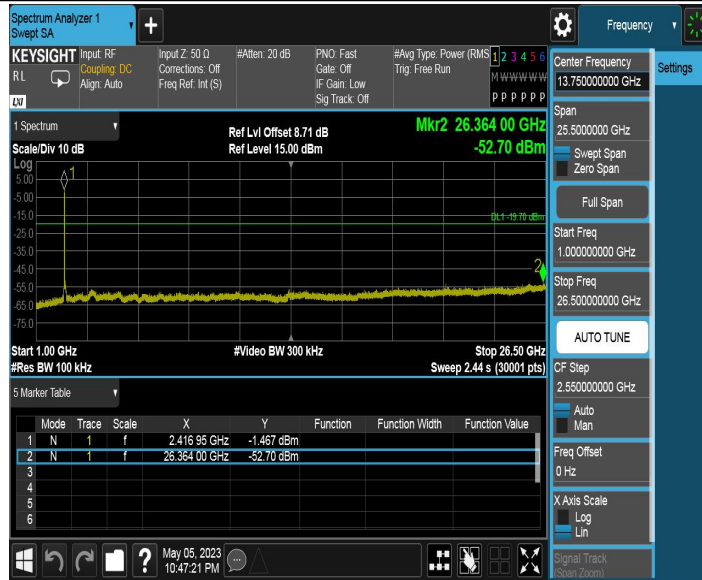 Spectrum Analyzer 1
Swept SA
Frequency
KEYSIGHT
RL
LXI
Input: RF
Coupling: DC
Align: Auto
Input Z: 50 Ω
Corrections: Off
Freq Ref: Int (S)
#Atten: 20 dB
PNO: Fast
Gate: Off
IF Gain: Low
Sig Track: Off
#Avg Type: Power (RMS
Trig: Free Run
1 2 3 4 5 6
M W W W W W
P P P P P P
Center Frequency
13.750000000 GHz
Settings
Span
25.5000000 GHz
Swept Span
Zero Span
Full Span
Start Freq
1.000000000 GHz
Stop Freq
26.500000000 GHz
AUTO TUNE
CF Step
2.550000000 GHz
Auto
Man
Freq Offset
0 Hz
X Axis Scale
Log
Lin
Signal Track
(Span Zoom)
1 Spectrum
Scale/Div 10 dB
Ref Lvl Offset 8.71 dB
Ref Level 15.00 dBm
Mkr2 26.364 00 GHz
-52.70 dBm
Log
5.00
-5.00
-15.0
-25.0
-35.0
-45.0
-55.0
-65.0
-75.0
1
DL1 -19.70 dBm
2
Start 1.00 GHz
#Res BW 100 kHz
#Video BW 300 kHz
Stop 26.50 GHz
Sweep 2.44 s (30001 pts)
5 Marker Table
Mode Trace Scale X Y Function Function Width Function Value
1 N 1 f 2.416 95 GHz -1.467 dBm
2 N 1 f 26.364 00 GHz -52.70 dBm
3
4
5
6
?
May 05, 2023
10:47:21 PM